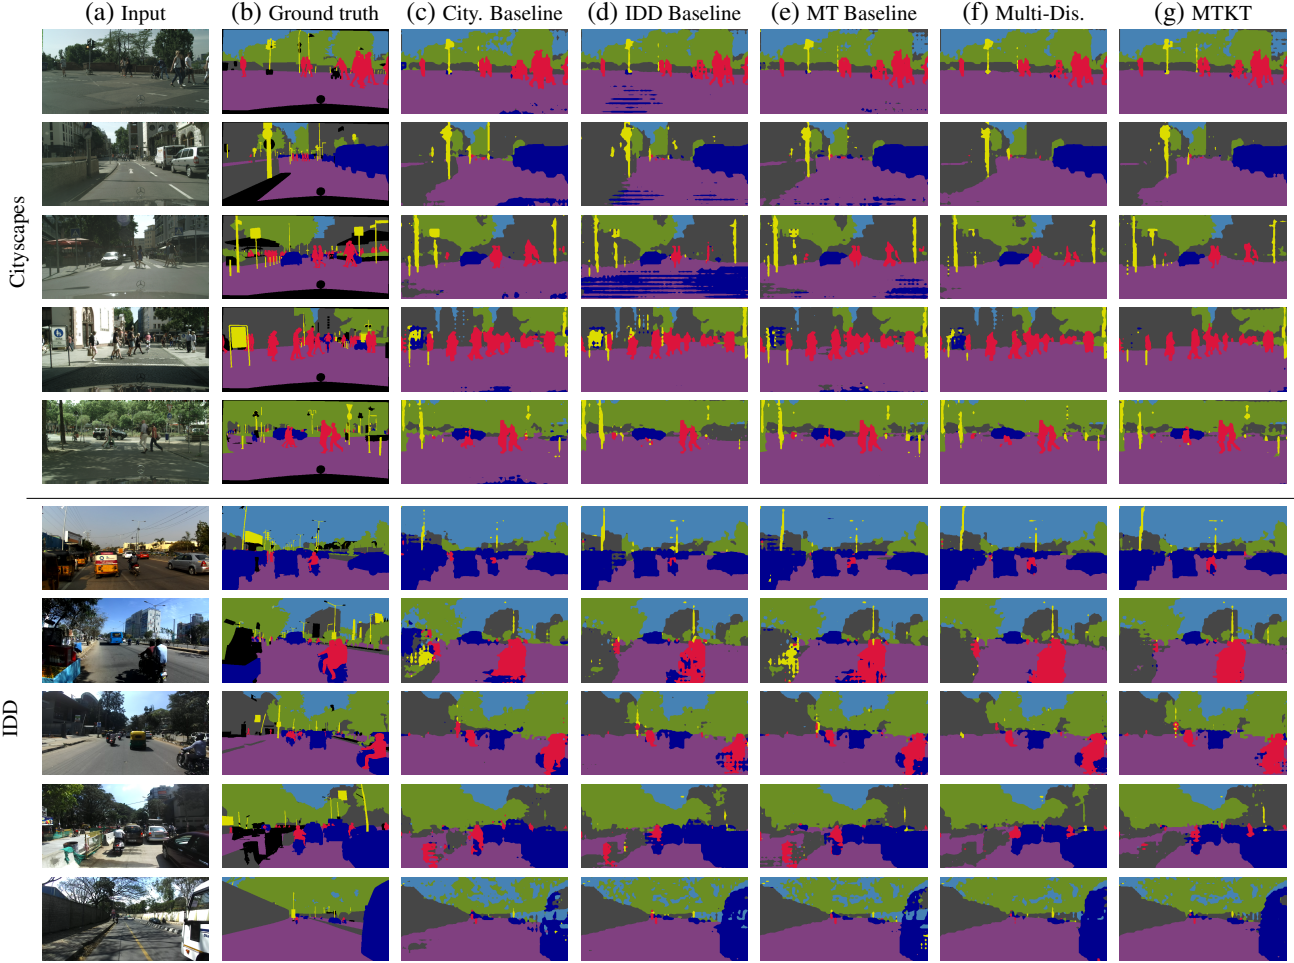 (a) Input (b) Ground truth (c) City. Baseline (d) IDD Baseline (e) MT Baseline (f) Multi-Dis. (g) MTKT
Cityscapes
IDD